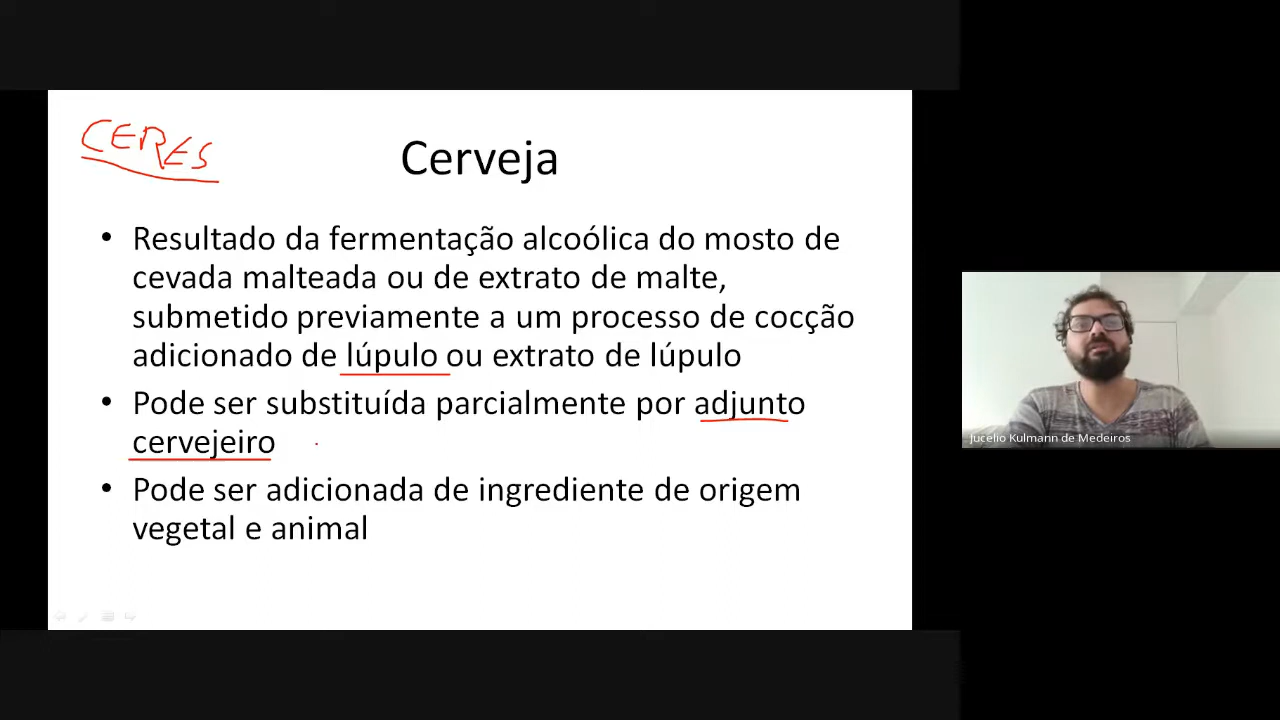 CERES
Cerveja
• Resultado da fermentação alcoólica do mosto de
cevada malteada ou de extrato de malte,
submetido previamente a um processo de cocção
adicionado de lúpulo ou extrato de lúpulo
• Pode ser substituída parcialmente por adjunto
cervejeiro
• Pode ser adicionada de ingrediente de origem
vegetal e animal
Jucelio Kulmann de Medeiros